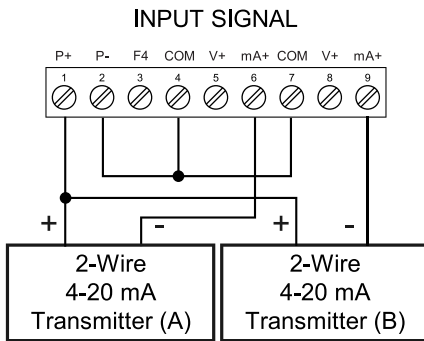 INPUT SIGNAL
P+ P- F4 COM V+ mA+ COM V+ mA+
1 2 3 4 5 6 7 8 9
+ - + -
2-Wire 2-Wire
4-20 mA 4-20 mA
Transmitter (A) Transmitter (B)